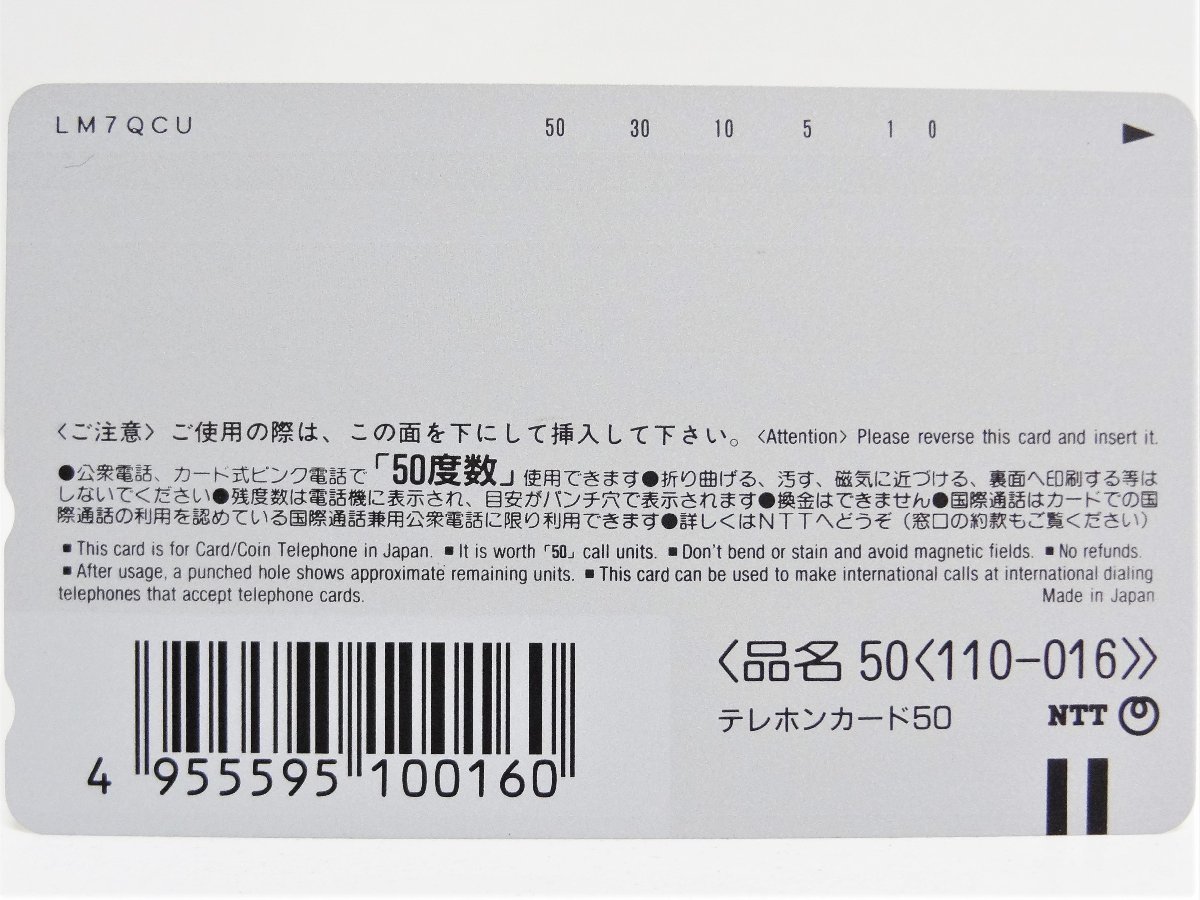 LM7QCU 50 30 10 5 1 0 ▶
〈ご注意〉ご使用の際は、この面を下にして挿入して下さい。〈Attention〉Please reverse this card and insert it.
●公衆電話、カード式ピンク電話で「50度数」使用できます●折り曲げる、汚す、磁気に近づける、裏面へ印刷する等は
しないでください●残度数は電話機に表示され、目安がパンチ穴で表示されます●換金はできません●国際通話はカードでの国
際通話の利用を認めている国際通話兼用公衆電話に限り利用できます●詳しくはNTTへどうぞ（窓口の約款もご覧ください）
■This card is for Card/Coin Telephone in Japan. ■It is worth「50」call units. ■Don't bend or stain and avoid magnetic fields. ■No refunds.
■After usage, a punched hole shows approximate remaining units. ■This card can be used to make international calls at international dialing
telephones that accept telephone cards. Made in Japan
〈品名 50〈110-016〉〉
テレホンカード50 NTT
4 955595 100160